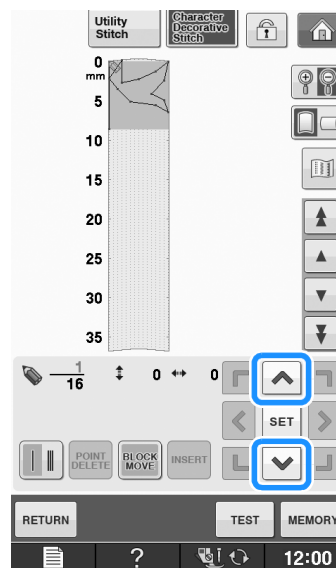 Utility
Stitch
Character
Decorative
Stitch
0
mm
5
10
15
20
25
30
35
1
16
0
0
SET
POINT
DELETE
BLOCK
MOVE
INSERT
RETURN
TEST
MEMORY
?
12:00